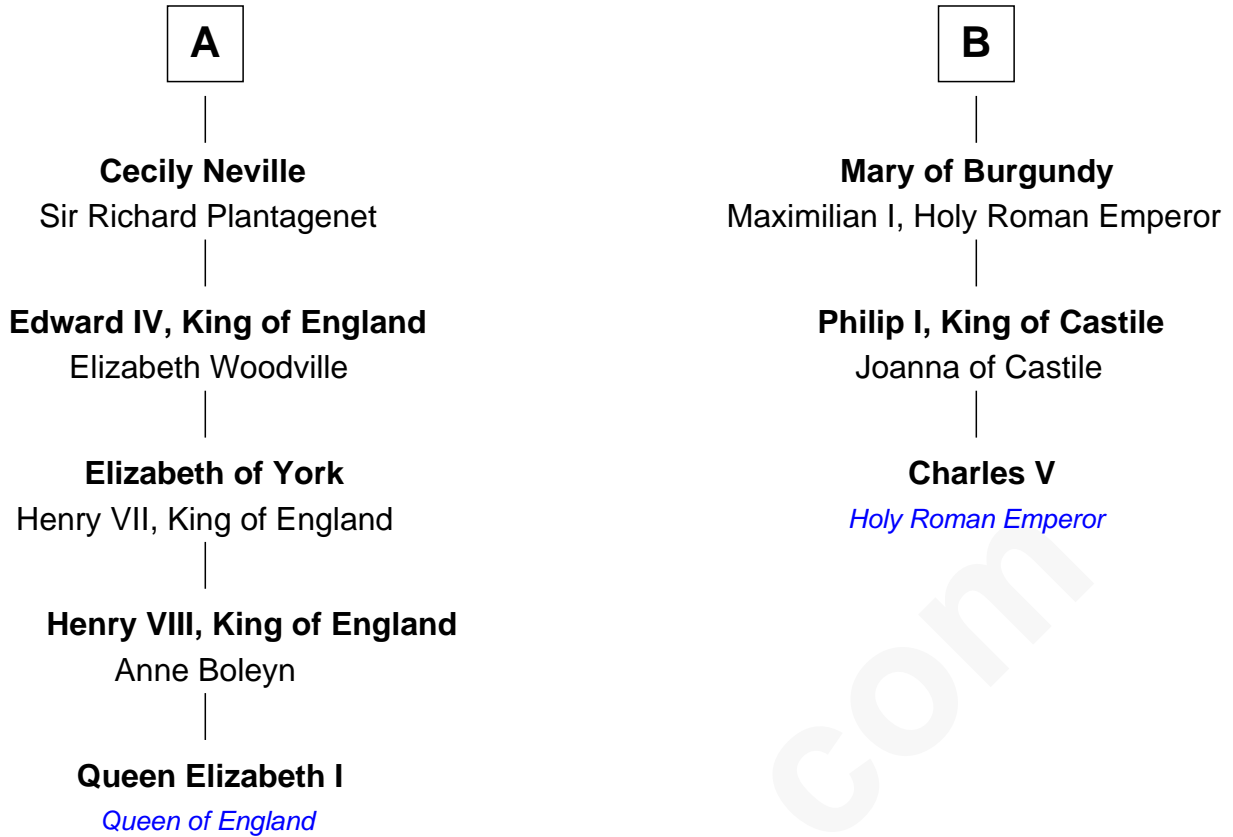 A
Cecily Neville
Sir Richard Plantagenet
Edward IV, King of England
Elizabeth Woodville
Elizabeth of York
Henry VII, King of England
Henry VIII, King of England
Anne Boleyn
Queen Elizabeth I
Queen of England
B
Mary of Burgundy
Maximilian I, Holy Roman Emperor
Philip I, King of Castile
Joanna of Castile
Charles V
Holy Roman Emperor
com